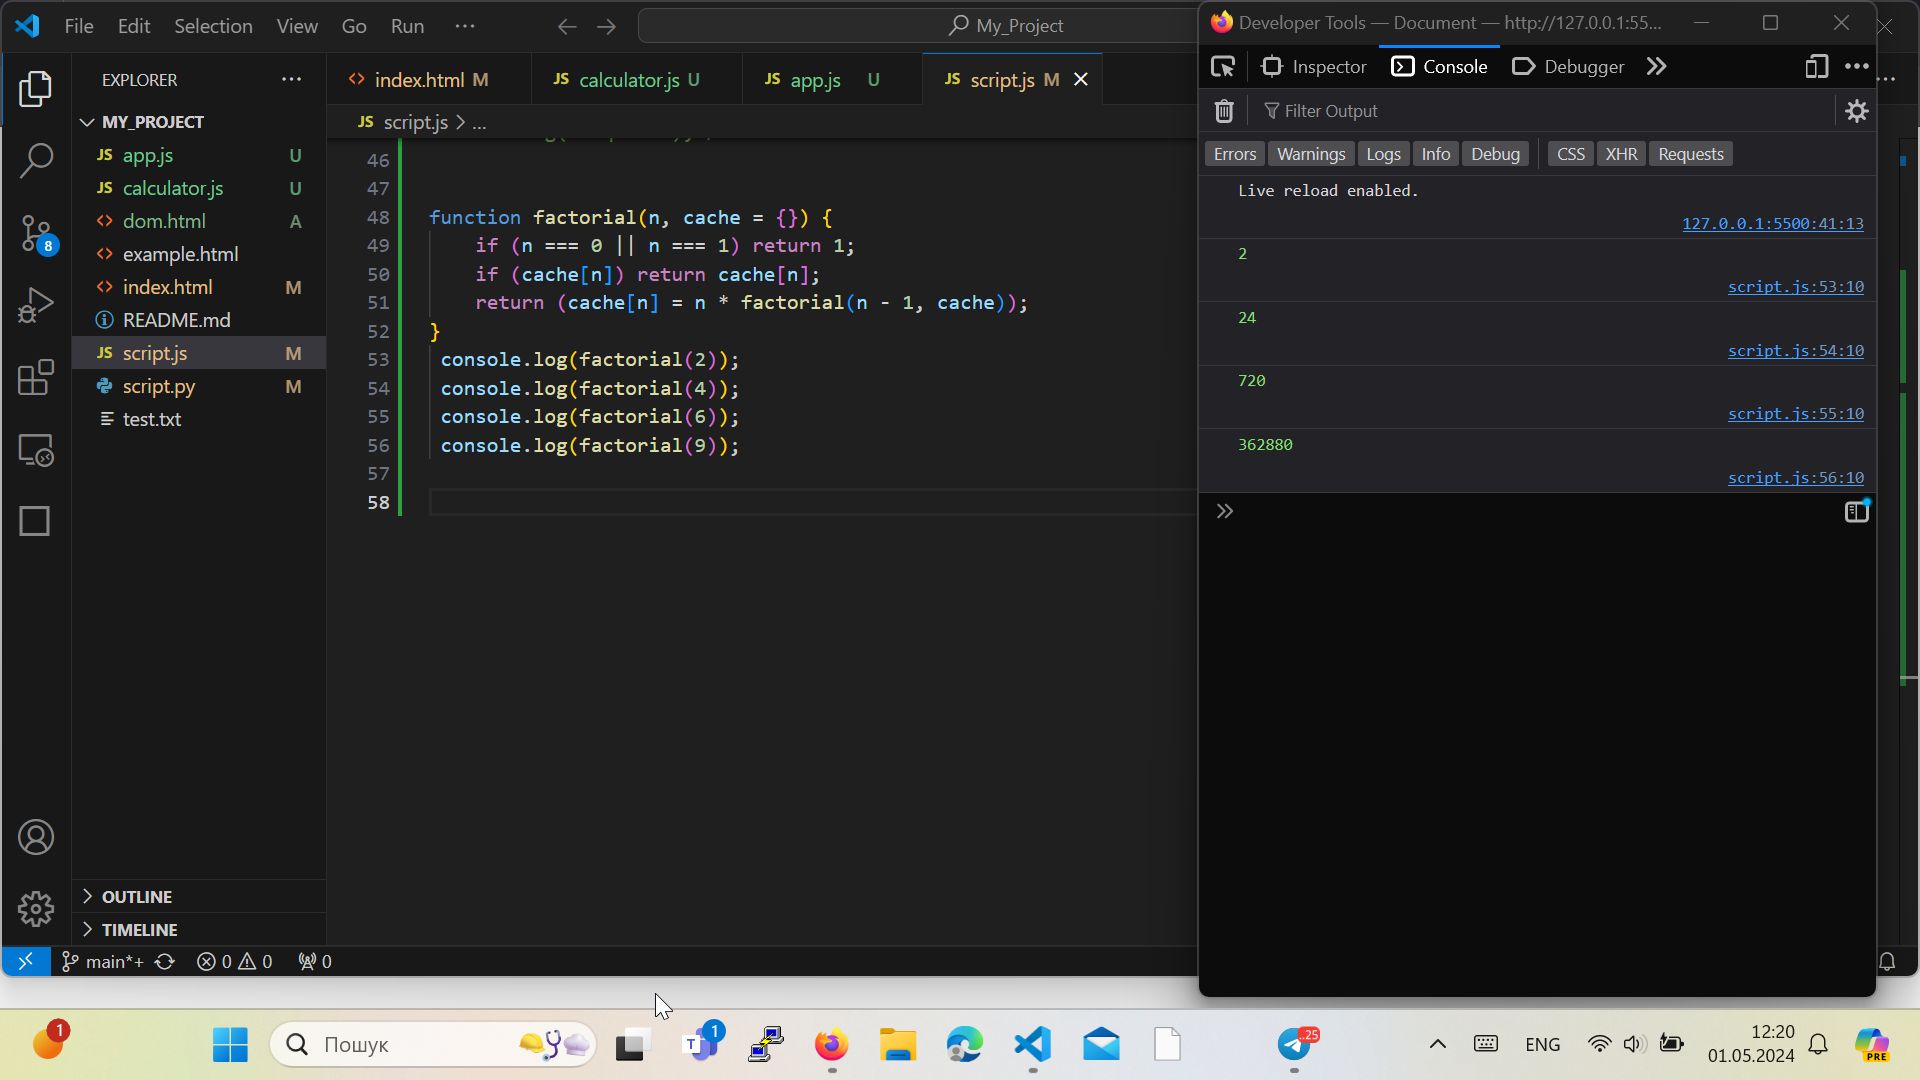 File Edit Selection View Go Run ···
My_Project
EXPLORER
MY_PROJECT
JS app.js U
JS calculator.js U
<> dom.html A
<> example.html
<> index.html M
README.md
JS script.js M
script.py M
test.txt
8
OUTLINE
TIMELINE
<> index.html M
JS calculator.js U
JS app.js U
JS script.js M
JS script.js > ...
46
47
48 function factorial(n, cache = {}) {
49 if (n === 0 || n === 1) return 1;
50 if (cache[n]) return cache[n];
51 return (cache[n] = n * factorial(n - 1, cache));
52 }
53 console.log(factorial(2));
54 console.log(factorial(4));
55 console.log(factorial(6));
56 console.log(factorial(9));
57
58
main*+ 0 0 0
Developer Tools — Document — http://127.0.0.1:55...
Inspector Console Debugger
Filter Output
Errors Warnings Logs Info Debug CSS XHR Requests
Live reload enabled.
127.0.0.1:5500:41:13
2
script.js:53:10
24
script.js:54:10
720
script.js:55:10
362880
script.js:56:10
1
Пошук
T 1
..25
ENG
12:20
01.05.2024
PRE